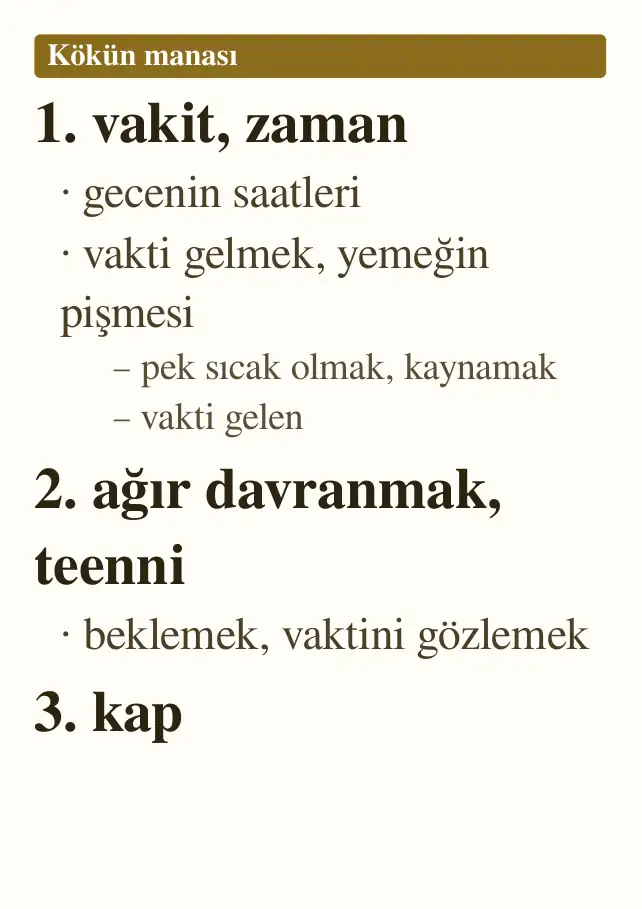 Kökün manası
1. vakit, zaman
· gecenin saatleri
· vakti gelmek, yemeğin
pişmesi
– pek sıcak olmak, kaynamak
– vakti gelen
2. ağır davranmak,
teenni
· beklemek, vaktini gözlemek
3. kap